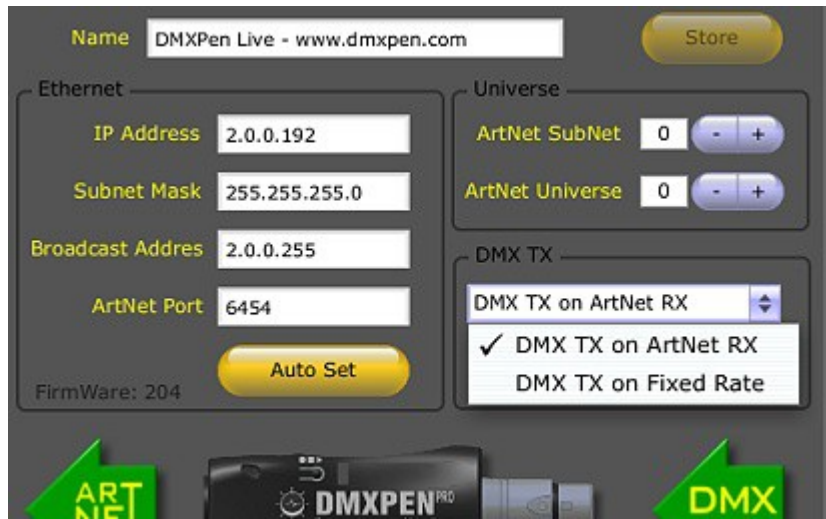 Name DMXPen Live - www.dmxpen.com Store
Ethernet
IP Address 2.0.0.192
Subnet Mask 255.255.255.0
Broadcast Addres 2.0.0.255
ArtNet Port 6454
Auto Set
FirmWare: 204
Universe
ArtNet SubNet 0 - +
ArtNet Universe 0 - +
DMX TX
DMX TX on ArtNet RX
✓ DMX TX on ArtNet RX
DMX TX on Fixed Rate
ART
NET
DMXPEN PRO
DMX